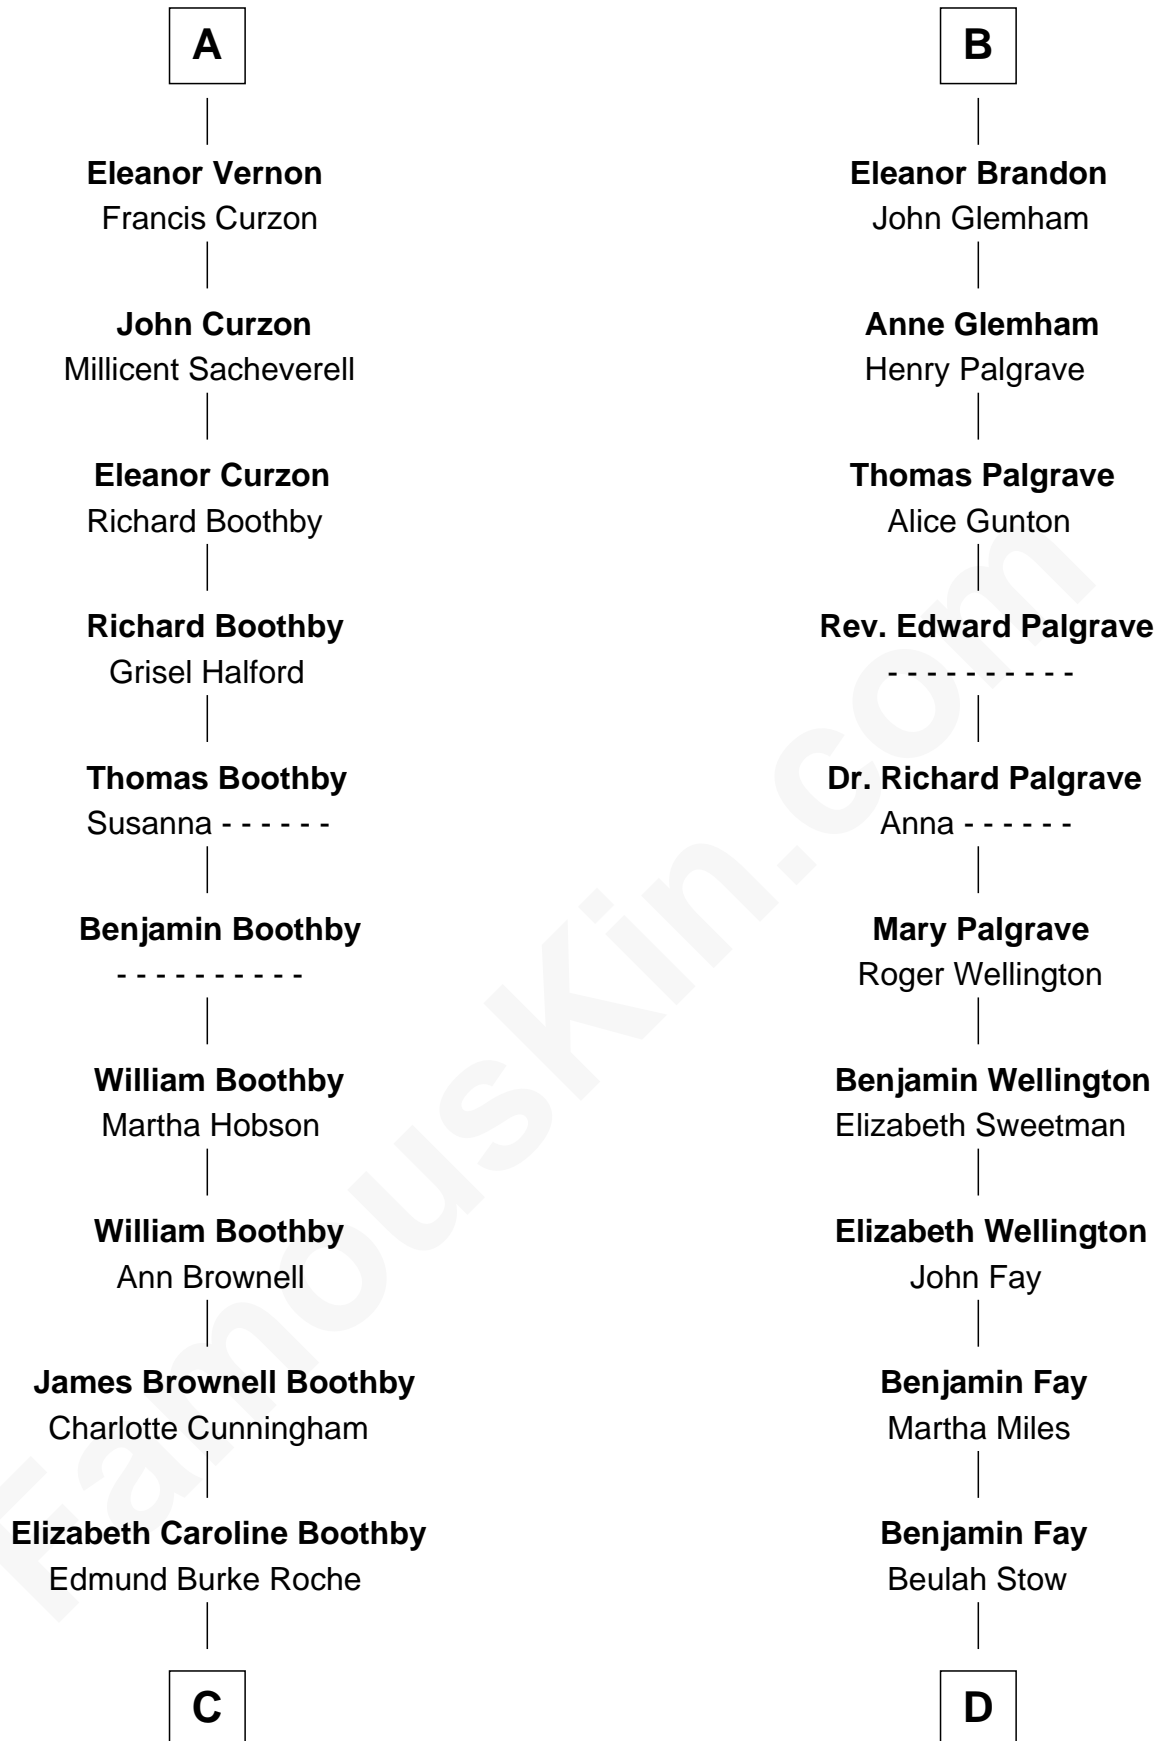 A
Eleanor Vernon
Francis Curzon
John Curzon
Millicent Sacheverell
Eleanor Curzon
Richard Boothby
Richard Boothby
Grisel Halford
Thomas Boothby
Susanna - - - - - -
Benjamin Boothby
- - - - - - - - - -
William Boothby
Martha Hobson
William Boothby
Ann Brownell
James Brownell Boothby
Charlotte Cunningham
Elizabeth Caroline Boothby
Edmund Burke Roche
C
B
Eleanor Brandon
John Glemham
Anne Glemham
Henry Palgrave
Thomas Palgrave
Alice Gunton
Rev. Edward Palgrave
- - - - - - - - - -
Dr. Richard Palgrave
Anna - - - - - -
Mary Palgrave
Roger Wellington
Benjamin Wellington
Elizabeth Sweetman
Elizabeth Wellington
John Fay
Benjamin Fay
Martha Miles
Benjamin Fay
Beulah Stow
D
FamousKin.com